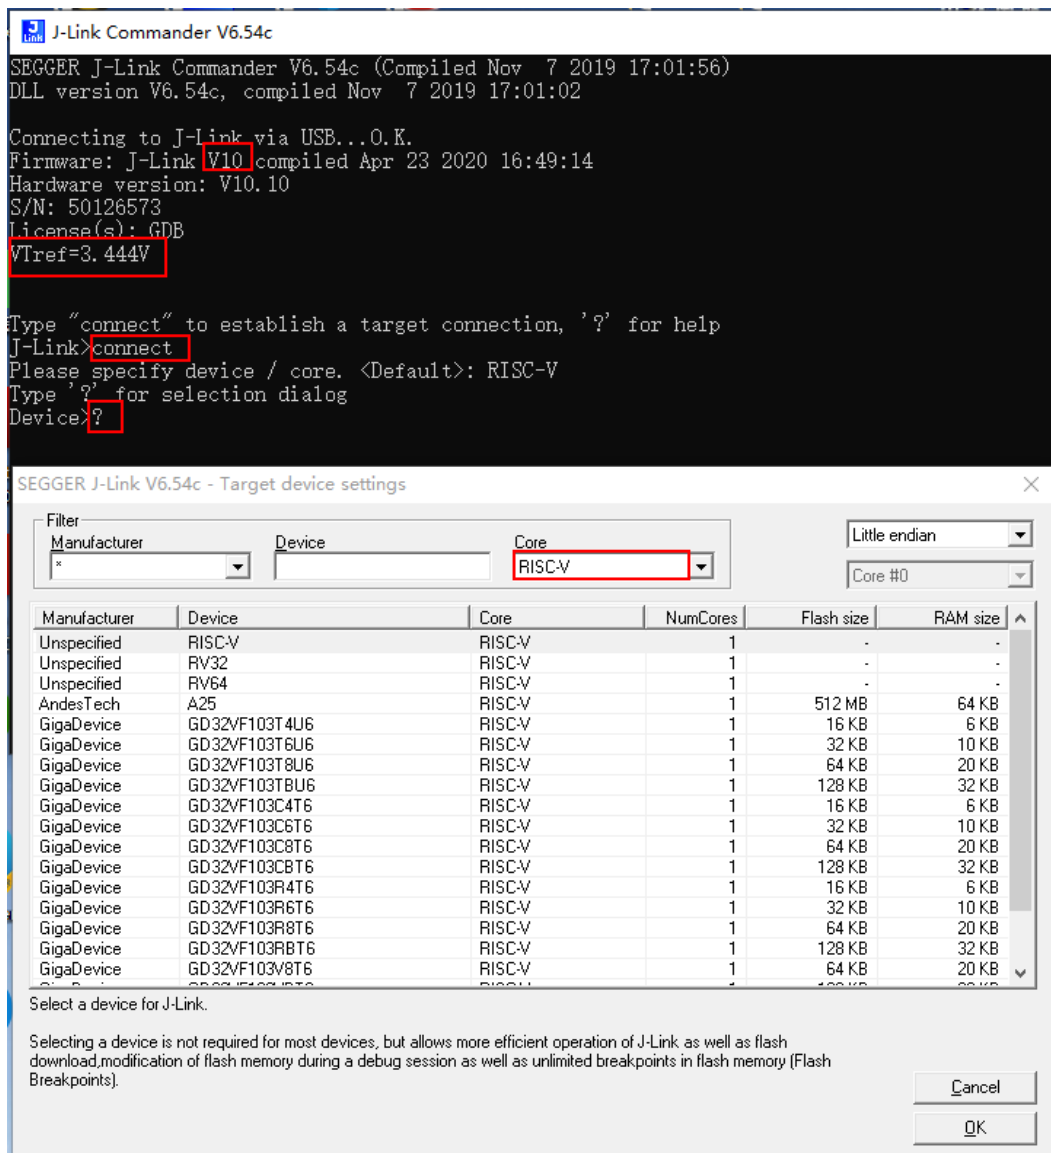 J-Link Commander V6.54c
SEGGER J-Link Commander V6.54c (Compiled Nov  7 2019 17:01:56)
DLL version V6.54c, compiled Nov  7 2019 17:01:02
Connecting to J-Link via USB...O.K.
Firmware: J-Link V10 compiled Apr 23 2020 16:49:14
Hardware version: V10.10
S/N: 50126573
License(s): GDB
VTref=3.444V
Type "connect" to establish a target connection, '?' for help
J-Link>connect
Please specify device / core. <Default>: RISC-V
Type '?' for selection dialog
Device>?
SEGGER J-Link V6.54c - Target device settings
Filter
Manufacturer Device Core
* RISC-V
Little endian
Core #0
Manufacturer Device Core NumCores Flash size RAM size
Unspecified RISC-V RISC-V 1 - -
Unspecified RV32 RISC-V 1 - -
Unspecified RV64 RISC-V 1 - -
AndesTech A25 RISC-V 1 512 MB 64 KB
GigaDevice GD32VF103T4U6 RISC-V 1 16 KB 6 KB
GigaDevice GD32VF103T6U6 RISC-V 1 32 KB 10 KB
GigaDevice GD32VF103T8U6 RISC-V 1 64 KB 20 KB
GigaDevice GD32VF103TBU6 RISC-V 1 128 KB 32 KB
GigaDevice GD32VF103C4T6 RISC-V 1 16 KB 6 KB
GigaDevice GD32VF103C6T6 RISC-V 1 32 KB 10 KB
GigaDevice GD32VF103C8T6 RISC-V 1 64 KB 20 KB
GigaDevice GD32VF103CBT6 RISC-V 1 128 KB 32 KB
GigaDevice GD32VF103R4T6 RISC-V 1 16 KB 6 KB
GigaDevice GD32VF103R6T6 RISC-V 1 32 KB 10 KB
GigaDevice GD32VF103R8T6 RISC-V 1 64 KB 20 KB
GigaDevice GD32VF103RBT6 RISC-V 1 128 KB 32 KB
GigaDevice GD32VF103V8T6 RISC-V 1 64 KB 20 KB
Select a device for J-Link.
Selecting a device is not required for most devices, but allows more efficient operation of J-Link as well as flash
download,modification of flash memory during a debug session as well as unlimited breakpoints in flash memory (Flash
Breakpoints).
Cancel
OK